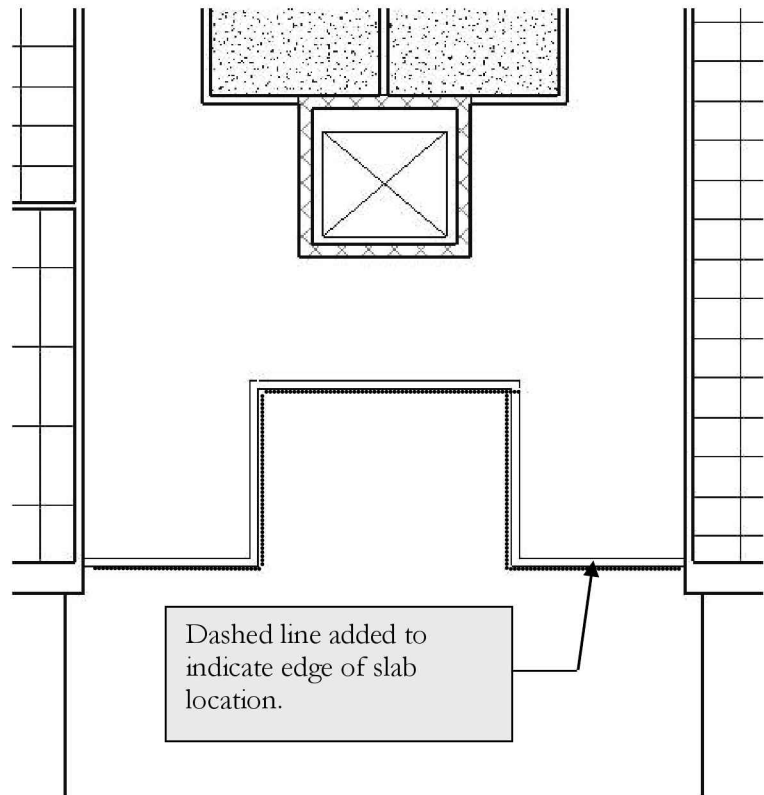 Dashed line added to
indicate edge of slab
location.